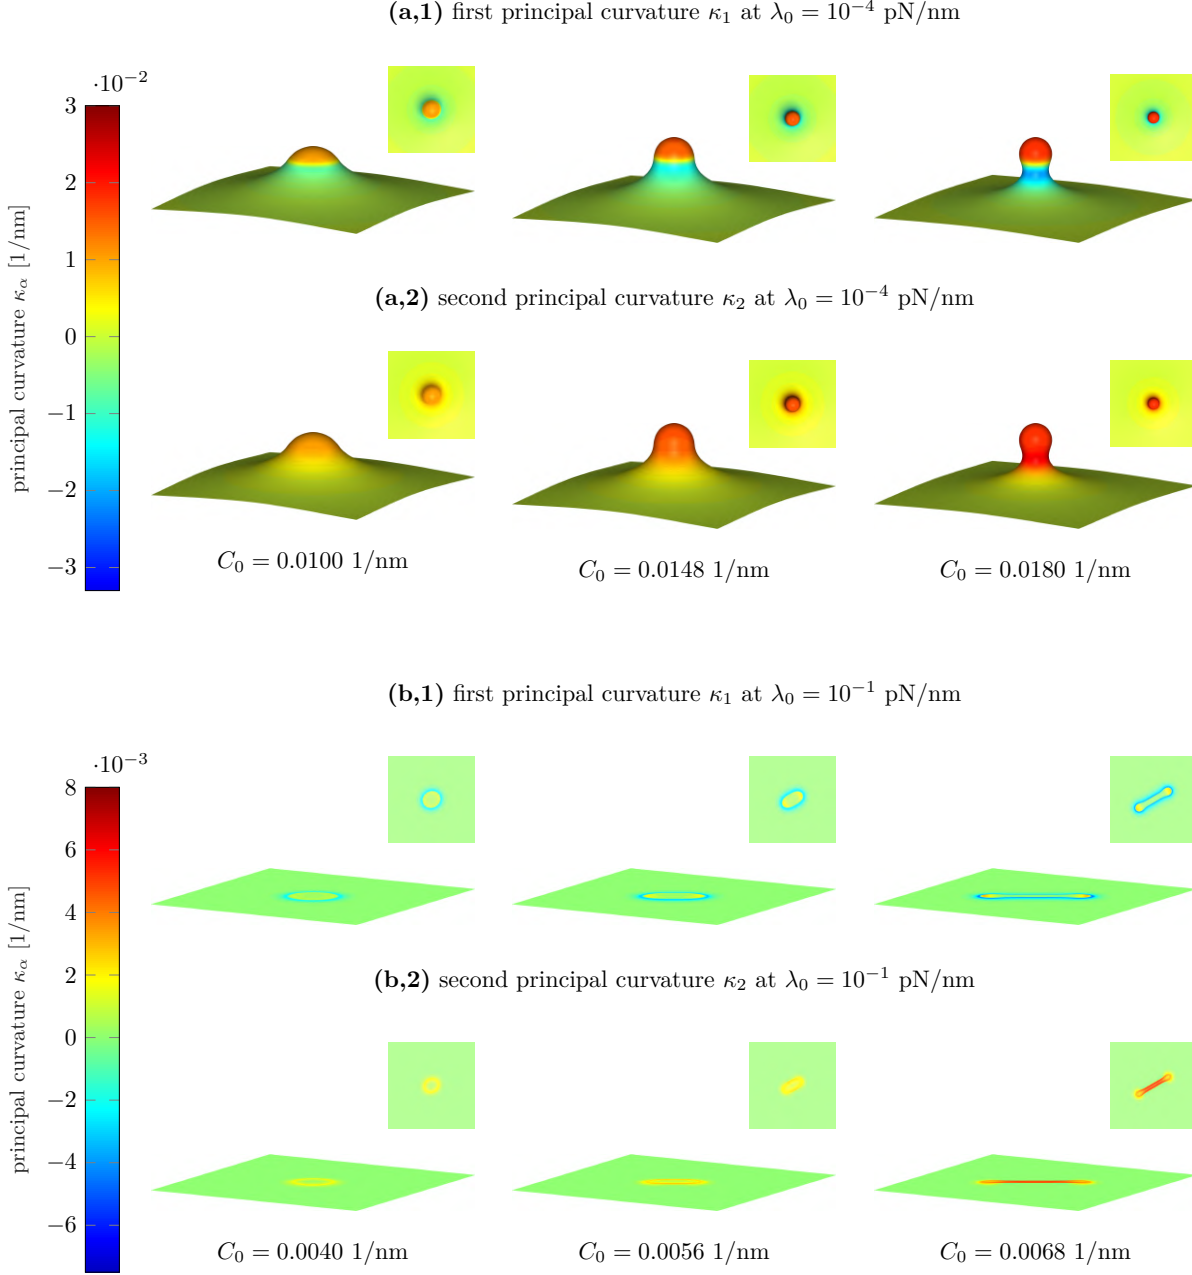 (a,1) first principal curvature κ₁ at λ₀ = 10⁻⁴ pN/nm
·10⁻²
3
2
1
0
−1
−2
−3
principal curvature κ_α [1/nm]
(a,2) second principal curvature κ₂ at λ₀ = 10⁻⁴ pN/nm
C₀ = 0.0100 1/nm
C₀ = 0.0148 1/nm
C₀ = 0.0180 1/nm
(b,1) first principal curvature κ₁ at λ₀ = 10⁻¹ pN/nm
·10⁻³
8
6
4
2
0
−2
−4
−6
principal curvature κ_α [1/nm]
(b,2) second principal curvature κ₂ at λ₀ = 10⁻¹ pN/nm
C₀ = 0.0040 1/nm
C₀ = 0.0056 1/nm
C₀ = 0.0068 1/nm